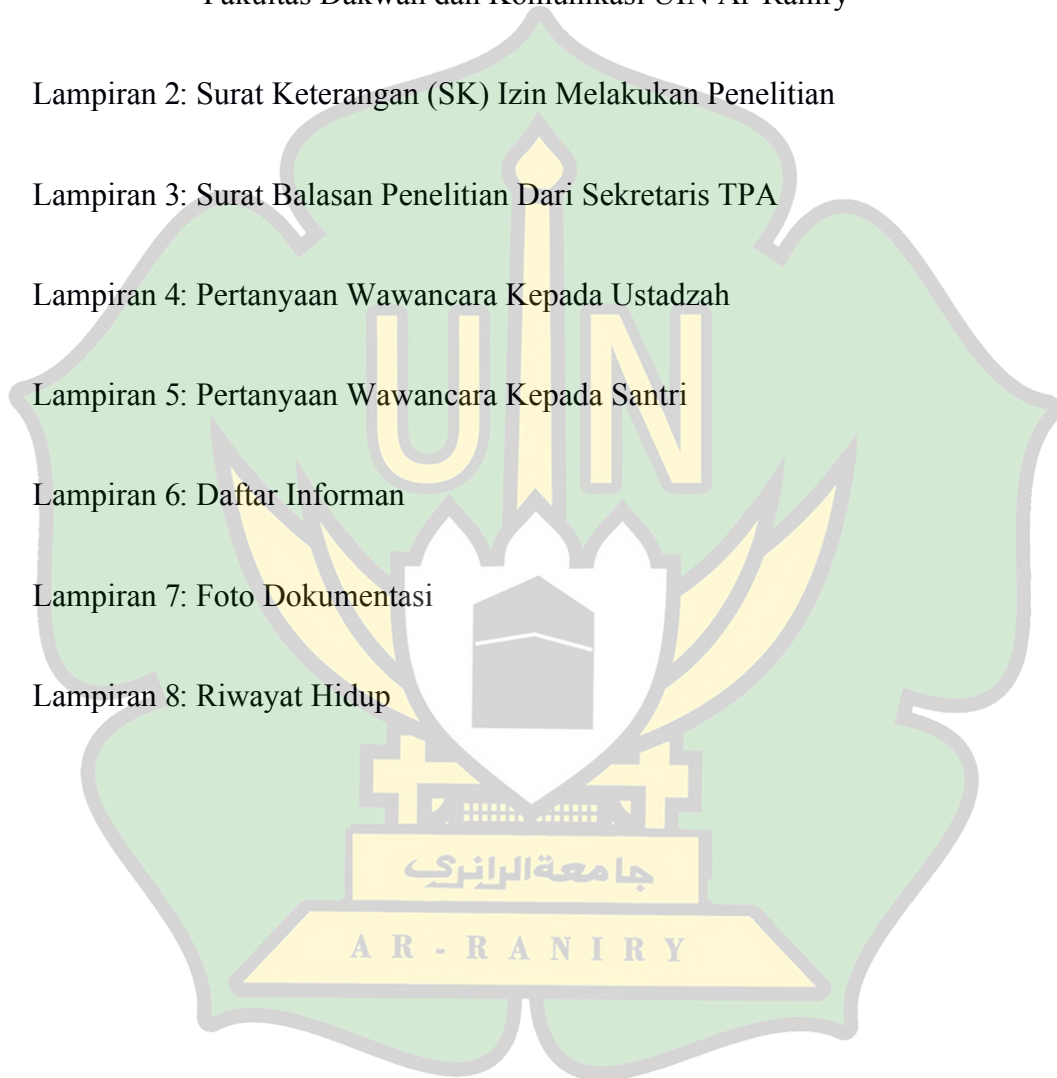 Fakultas Dakwah dan Komunikasi UIN Ar-Raniry
Lampiran 2: Surat Keterangan (SK) Izin Melakukan Penelitian
Lampiran 3: Surat Balasan Penelitian Dari Sekretaris TPA
Lampiran 4: Pertanyaan Wawancara Kepada Ustadzah
Lampiran 5: Pertanyaan Wawancara Kepada Santri
Lampiran 6: Daftar Informan
Lampiran 7: Foto Dokumentasi
Lampiran 8: Riwayat Hidup
UIN
جامعة الرانري
AR-RANIRY